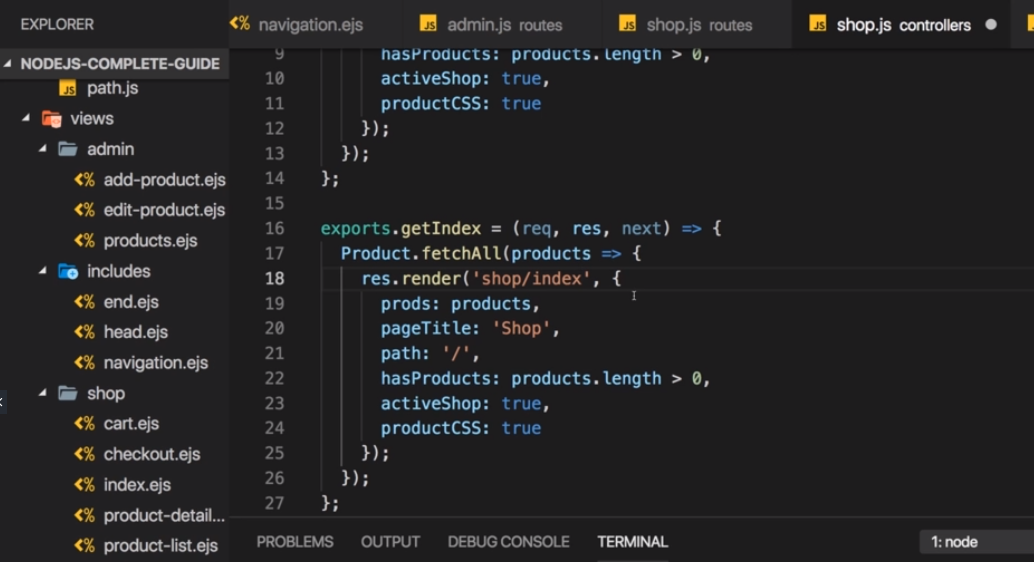 EXPLORER
navigation.ejs
JS admin.js routes
JS shop.js routes
JS shop.js controllers
NODEJS-COMPLETE-GUIDE
JS path.js
views
admin
<% add-product.ejs
<% edit-product.ejs
<% products.ejs
includes
<% end.ejs
<% head.ejs
<% navigation.ejs
shop
<% cart.ejs
<% checkout.ejs
<% index.ejs
<% product-detail...
<% product-list.ejs
9 hasProducts: products.length > 0,
10 activeShop: true,
11 productCSS: true
12 });
13 });
14 };
15
16 exports.getIndex = (req, res, next) => {
17 Product.fetchAll(products => {
18 res.render('shop/index', {
19 prods: products,
20 pageTitle: 'Shop',
21 path: '/',
22 hasProducts: products.length > 0,
23 activeShop: true,
24 productCSS: true
25 });
26 });
27 };
PROBLEMS OUTPUT DEBUG CONSOLE TERMINAL 1: node